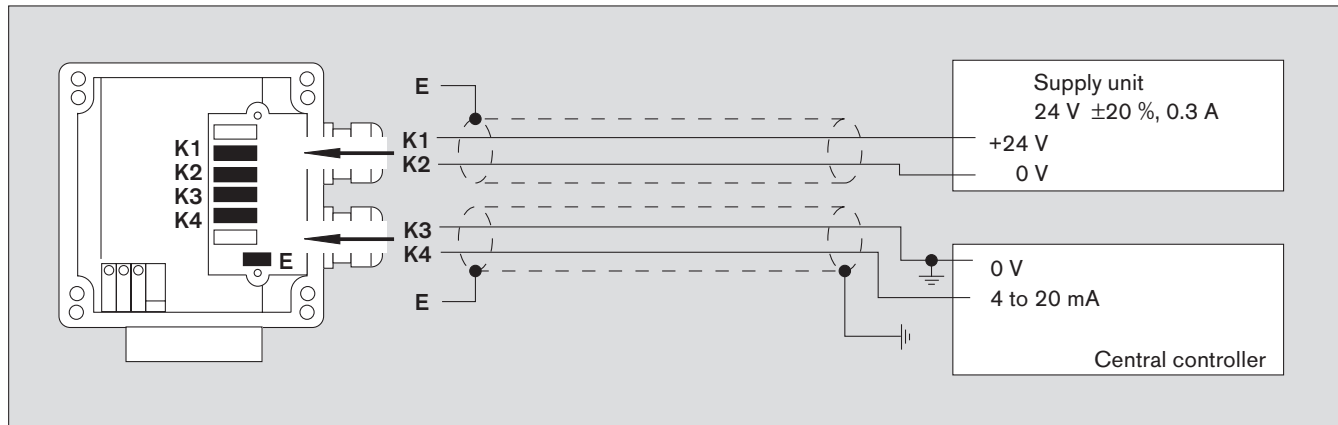 K1
K2
K3
K4
E
E
K1
K2
K3
K4
E
Supply unit
24 V ±20 %, 0.3 A
+24 V
0 V
0 V
4 to 20 mA
Central controller